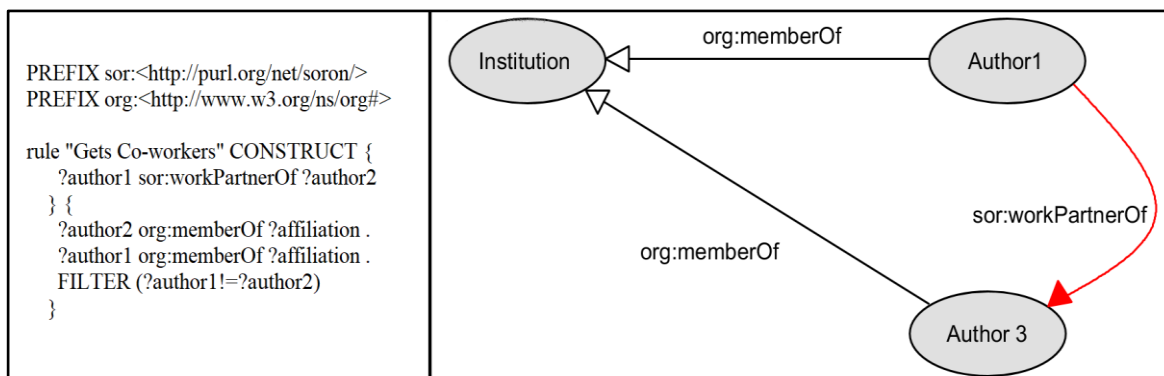 PREFIX sor:<http://purl.org/net/soron/>
PREFIX org:<http://www.w3.org/ns/org#>
rule "Gets Co-workers" CONSTRUCT {
?author1 sor:workPartnerOf ?author2
} {
?author2 org:memberOf ?affiliation .
?author1 org:memberOf ?affiliation .
FILTER (?author1!=?author2)
}
org:memberOf
Institution
Author1
sor:workPartnerOf
org:memberOf
Author 3